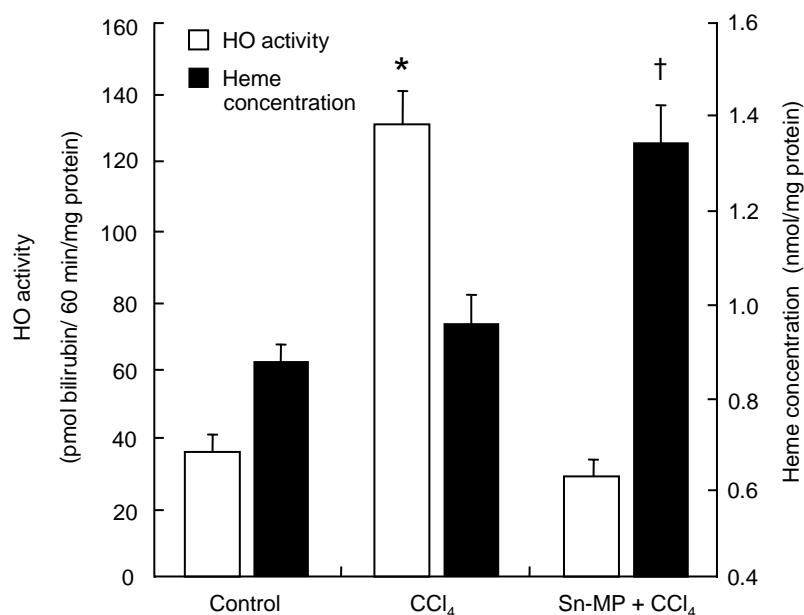 160
140
120
100
80
60
40
20
0
HO activity
(pmol bilirubin/ 60 min/mg protein)
HO activity
Heme
concentration
*
†
1.6
1.4
1.2
1.0
0.8
0.6
0.4
Heme concentration (nmol/mg protein)
Control
CCl₄
Sn-MP + CCl₄